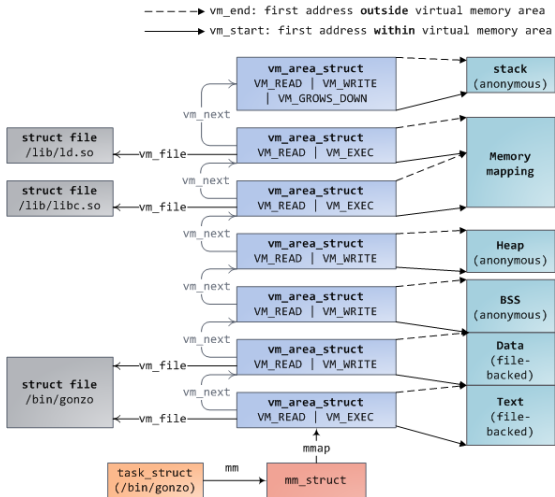 vm_end: first address outside virtual memory area
vm_start: first address within virtual memory area
vm_area_struct
VM_READ | VM_WRITE
| VM_GROWS_DOWN
stack
(anonymous)
vm_next
struct file
/lib/ld.so
vm_file
vm_area_struct
VM_READ | VM_EXEC
Memory
mapping
vm_next
struct file
/lib/libc.so
vm_file
vm_area_struct
VM_READ | VM_EXEC
vm_next
vm_area_struct
VM_READ | VM_WRITE
Heap
(anonymous)
vm_next
vm_area_struct
VM_READ | VM_WRITE
BSS
(anonymous)
vm_next
struct file
/bin/gonzo
vm_file
vm_area_struct
VM_READ | VM_WRITE
Data
(file-
backed)
vm_next
vm_file
vm_area_struct
VM_READ | VM_EXEC
Text
(file-
backed)
mmap
task_struct
(/bin/gonzo)
mm
mm_struct